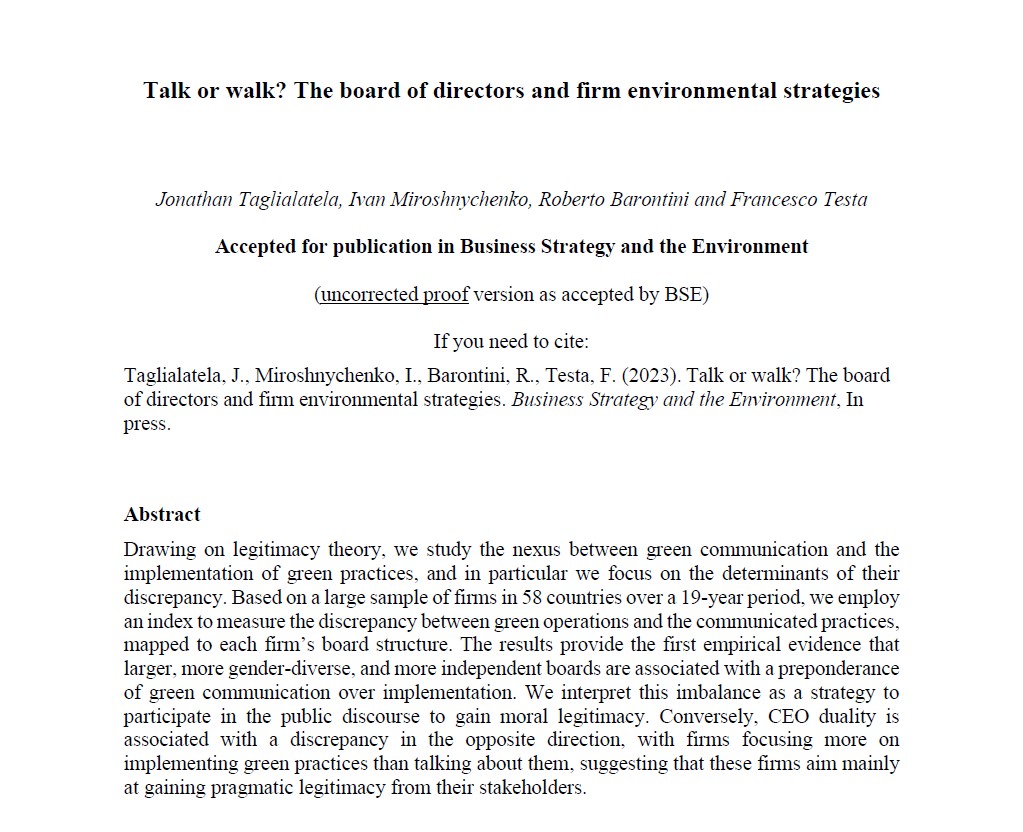 Talk or walk? The board of directors and firm environmental strategies
Jonathan Taglialatela, Ivan Miroshnychenko, Roberto Barontini and Francesco Testa
Accepted for publication in Business Strategy and the Environment
(uncorrected proof version as accepted by BSE)
If you need to cite:
Taglialatela, J., Miroshnychenko, I., Barontini, R., Testa, F. (2023). Talk or walk? The board
of directors and firm environmental strategies. Business Strategy and the Environment, In
press.
Abstract
Drawing on legitimacy theory, we study the nexus between green communication and the
implementation of green practices, and in particular we focus on the determinants of their
discrepancy. Based on a large sample of firms in 58 countries over a 19-year period, we employ
an index to measure the discrepancy between green operations and the communicated practices,
mapped to each firm’s board structure. The results provide the first empirical evidence that
larger, more gender-diverse, and more independent boards are associated with a preponderance
of green communication over implementation. We interpret this imbalance as a strategy to
participate in the public discourse to gain moral legitimacy. Conversely, CEO duality is
associated with a discrepancy in the opposite direction, with firms focusing more on
implementing green practices than talking about them, suggesting that these firms aim mainly
at gaining pragmatic legitimacy from their stakeholders.